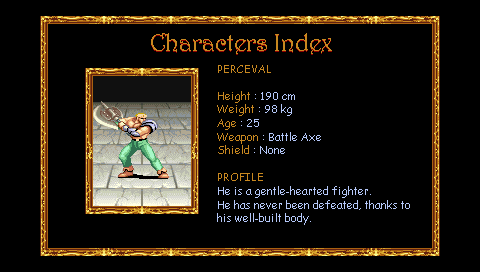 Characters Index
PERCEVAL
Height : 190 cm
Weight : 98 kg
Age : 25
Weapon : Battle Axe
Shield : None
PROFILE
He is a gentle-hearted fighter.
He has never been defeated, thanks to
his well-built body.